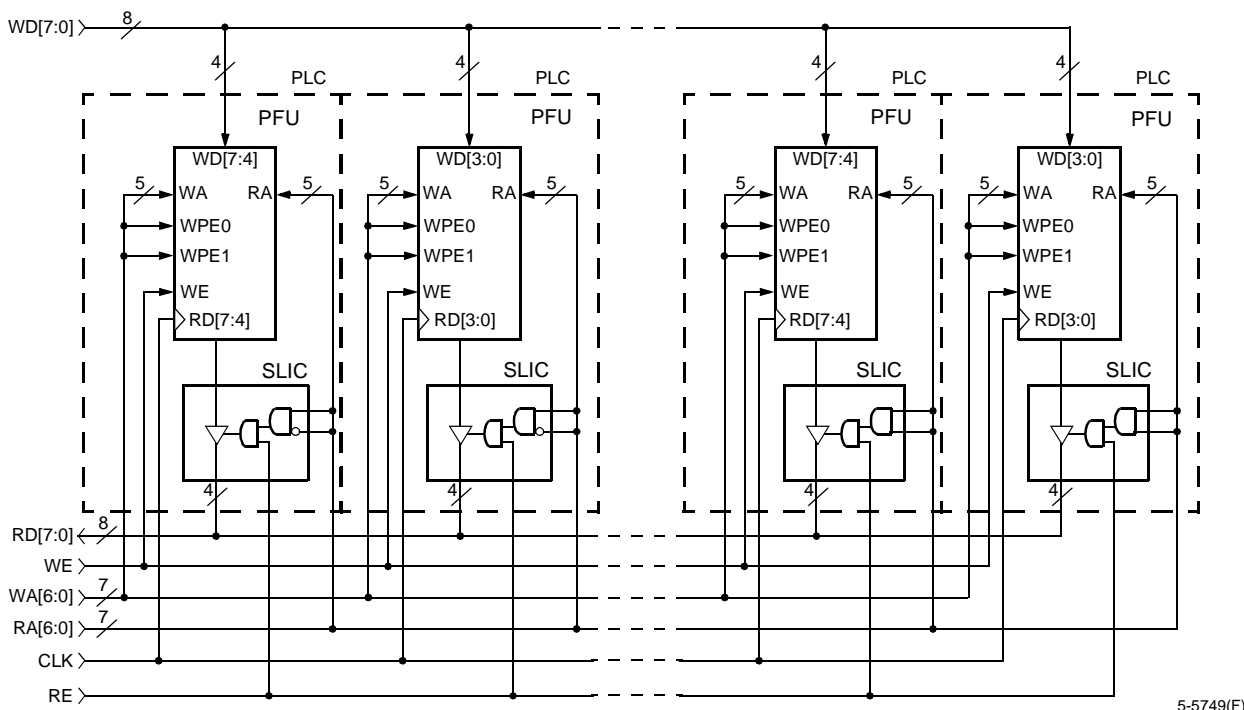 WD[7:0] 8
4 4 4 4
PLC PLC PLC PLC
PFU PFU PFU PFU
WD[7:4] WD[3:0] WD[7:4] WD[3:0]
5 WA RA 5 5 WA RA 5 5 WA RA 5 5 WA RA 5
WPE0 WPE0 WPE0 WPE0
WPE1 WPE1 WPE1 WPE1
WE WE WE WE
RD[7:4] RD[3:0] RD[7:4] RD[3:0]
SLIC SLIC SLIC SLIC
4 4 4 4
RD[7:0] 8
WE
WA[6:0] 7
RA[6:0] 7
CLK
RE
5-5749(F)